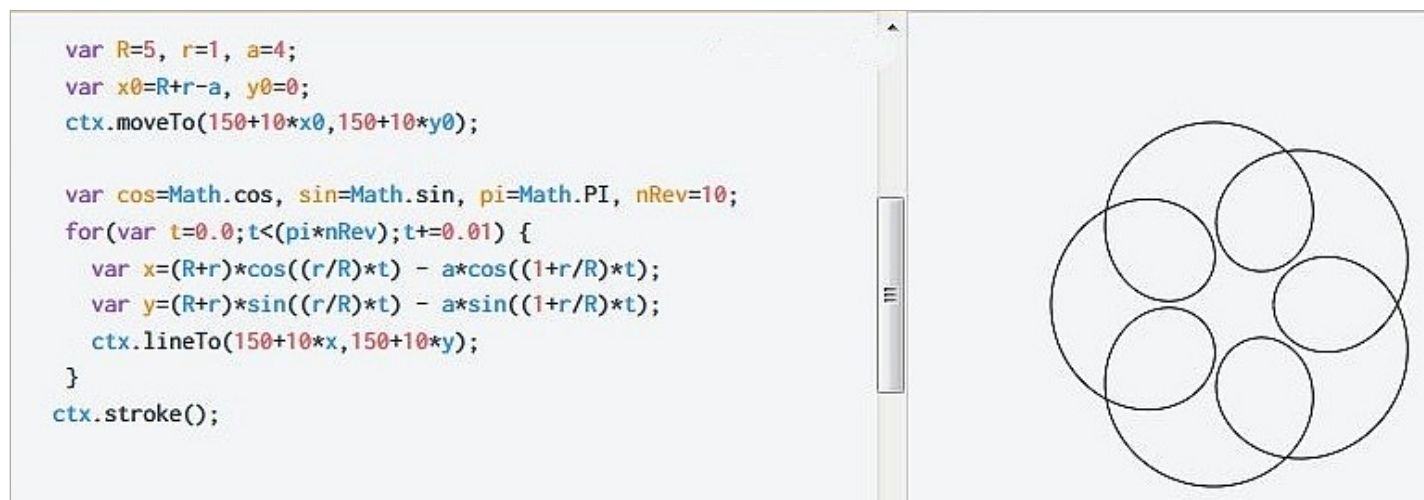 var R=5, r=1, a=4;
var x0=R+r-a, y0=0;
ctx.moveTo(150+10*x0,150+10*y0);
var cos=Math.cos, sin=Math.sin, pi=Math.PI, nRev=10;
for(var t=0.0;t<(pi*nRev);t+=0.01) {
var x=(R+r)*cos((r/R)*t) - a*cos((1+r/R)*t);
var y=(R+r)*sin((r/R)*t) - a*sin((1+r/R)*t);
ctx.lineTo(150+10*x,150+10*y);
}
ctx.stroke();